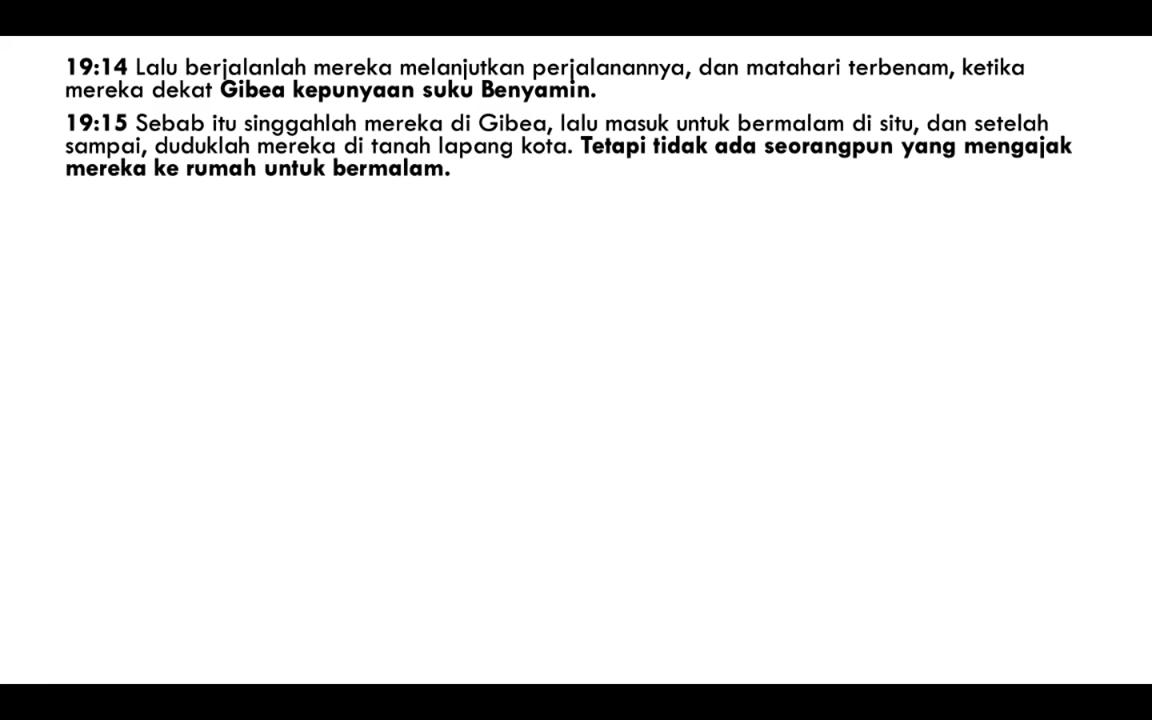 19:14 Lalu berjalanlah mereka melanjutkan perjalanannya, dan matahari terbenam, ketika
mereka dekat Gibea kepunyaan suku Benyamin.
19:15 Sebab itu singgahlah mereka di Gibea, lalu masuk untuk bermalam di situ, dan setelah
sampai, duduklah mereka di tanah lapang kota. Tetapi tidak ada seorangpun yang mengajak
mereka ke rumah untuk bermalam.